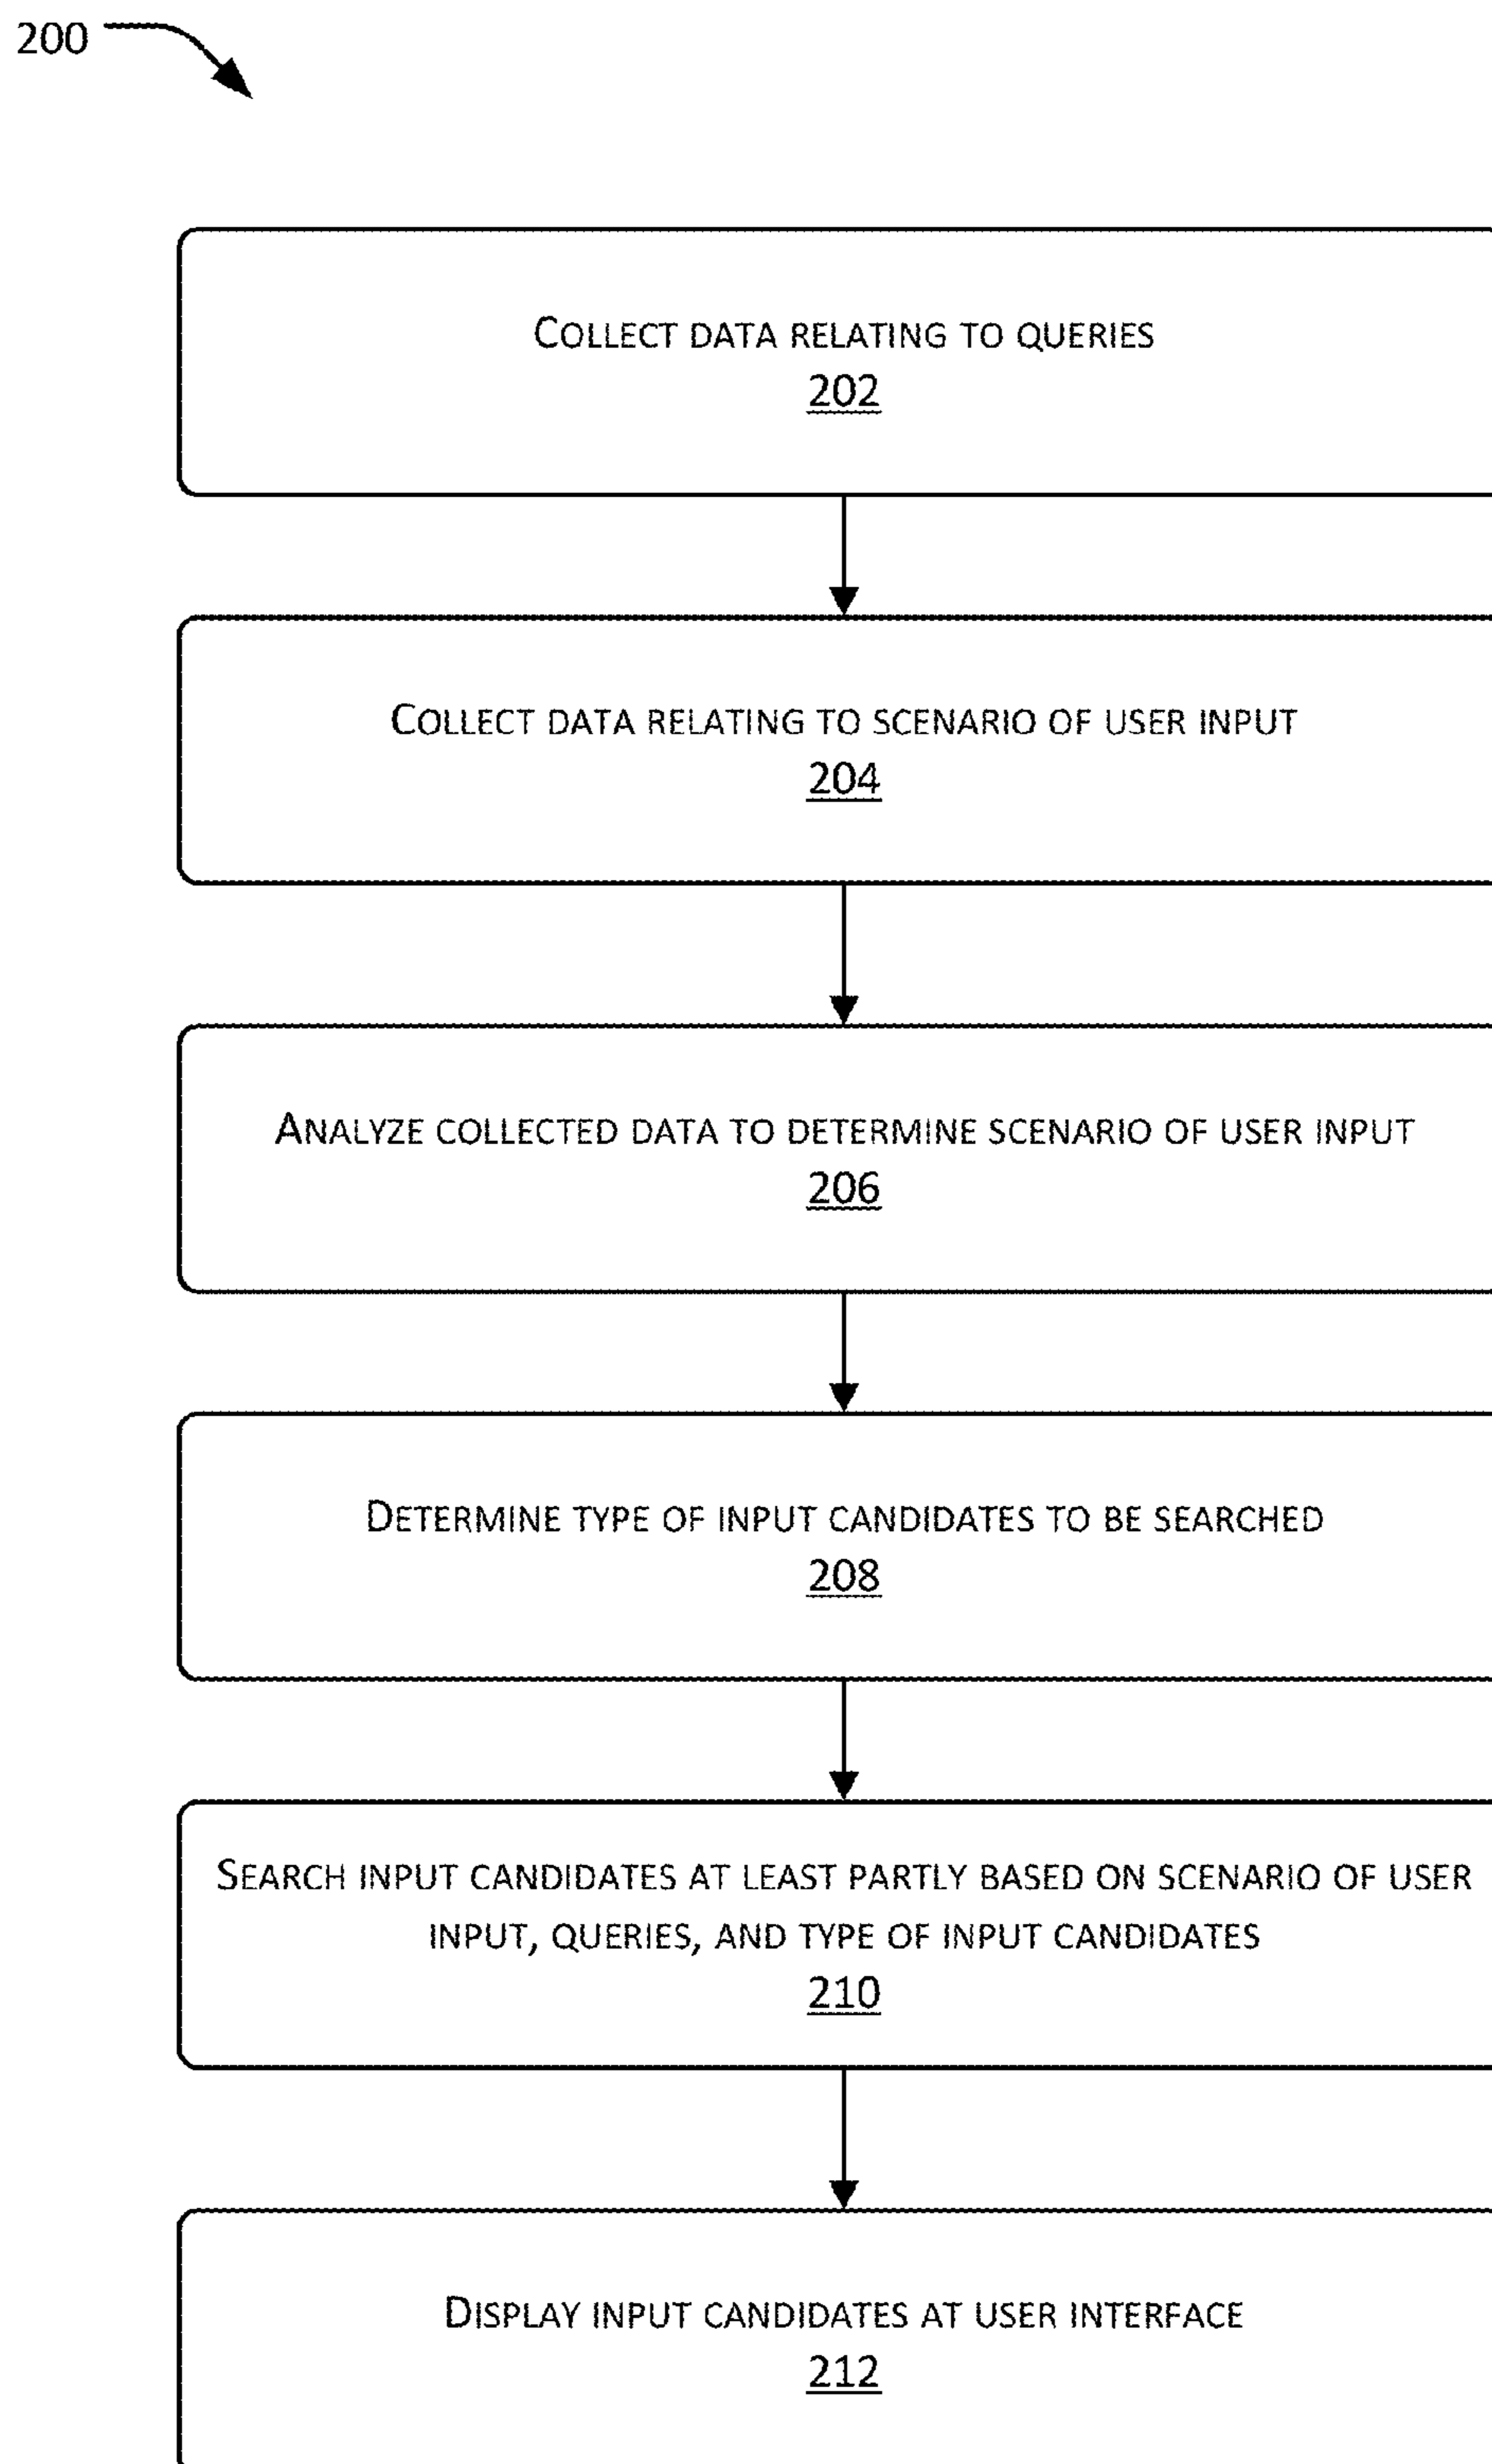 200
COLLECT DATA RELATING TO QUERIES
202
COLLECT DATA RELATING TO SCENARIO OF USER INPUT
204
ANALYZE COLLECTED DATA TO DETERMINE SCENARIO OF USER INPUT
206
DETERMINE TYPE OF INPUT CANDIDATES TO BE SEARCHED
208
SEARCH INPUT CANDIDATES AT LEAST PARTLY BASED ON SCENARIO OF USER
INPUT, QUERIES, AND TYPE OF INPUT CANDIDATES
210
DISPLAY INPUT CANDIDATES AT USER INTERFACE
212